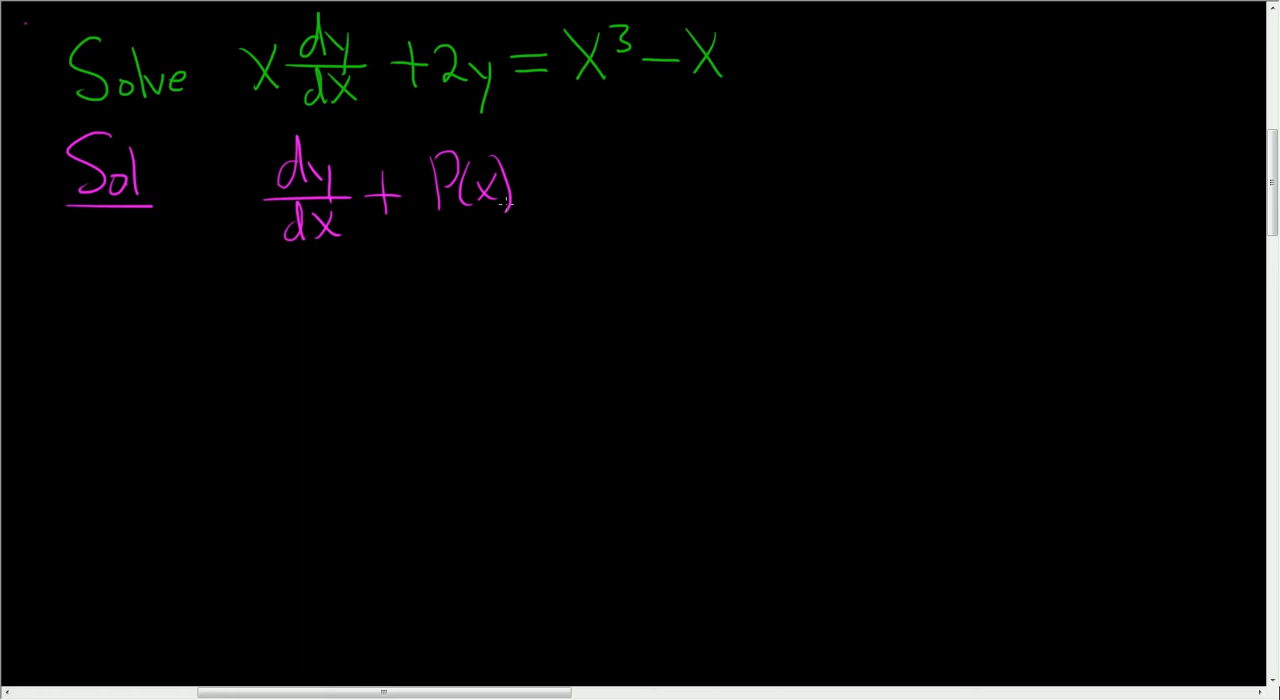 Solve x dy/dx + 2y = x³ - x
Sol dy/dx + P(x)